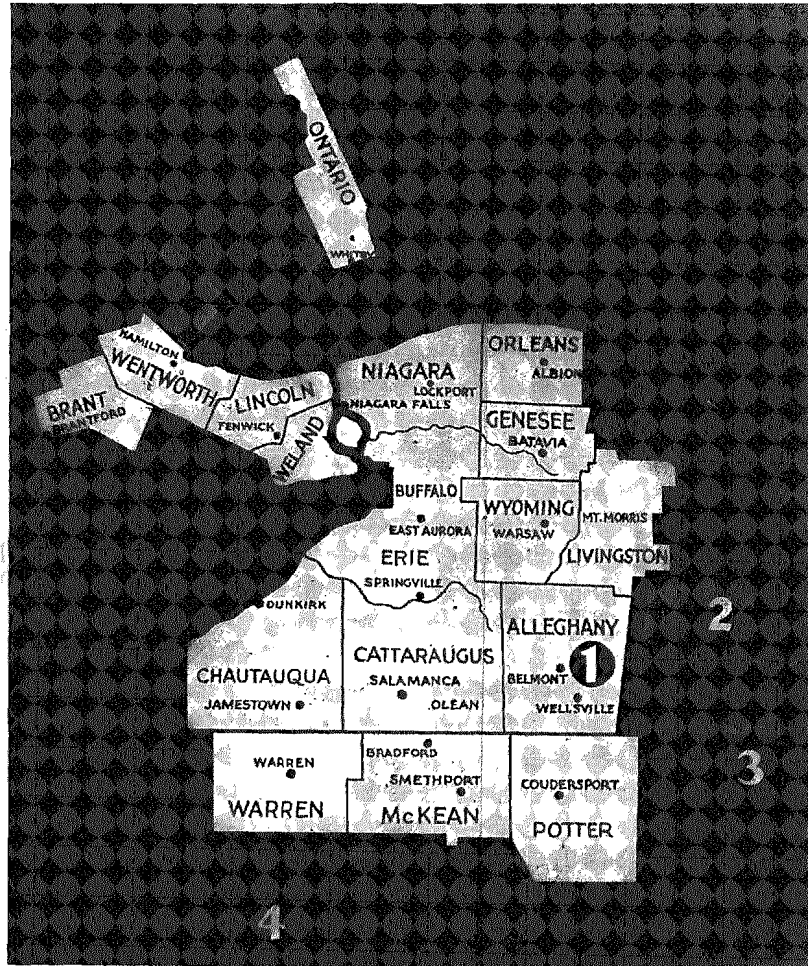 ONTARIO
WHITBY
HAMILTON
WENTWORTH
BRANT
BRANTFORD
LINCOLN
FENWICK
WELAND
NIAGARA
LOCKPORT
NIAGARA FALLS
ORLEANS
ALBION
GENESEE
BATAVIA
BUFFALO
EAST AURORA
ERIE
SPRINGVILLE
WYOMING
WARSAW
MT. MORRIS
LIVINGSTON
DUNKIRK
CHAUTAUQUA
JAMESTOWN
CATTARAUGUS
SALAMANCA
OLEAN
ALLEGHANY
BELMONT
1
WELLSVILLE
2
WARREN
WARREN
BRADFORD
SMETHPORT
McKEAN
COUDERSPORT
POTTER
3
4